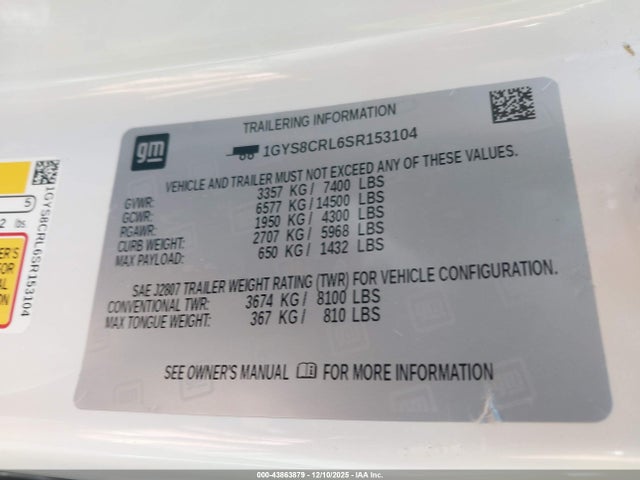 gm
TRAILERING INFORMATION
1GYS8CRL6SR153104
VEHICLE AND TRAILER MUST NOT EXCEED ANY OF THESE VALUES.
GVWR: 3357 KG / 7400 LBS
GCWR: 6577 KG / 14500 LBS
RGAWR: 1950 KG / 4300 LBS
CURB WEIGHT: 2707 KG / 5968 LBS
MAX PAYLOAD: 650 KG / 1432 LBS
SAE J2807 TRAILER WEIGHT RATING (TWR) FOR VEHICLE CONFIGURATION.
CONVENTIONAL TWR: 3674 KG / 8100 LBS
MAX TONGUE WEIGHT: 367 KG / 810 LBS
SEE OWNER'S MANUAL FOR MORE INFORMATION
1GYS8CRL6SR153104
5
2 lbs
000-43863879 - 12/10/2025 - IAA Inc.